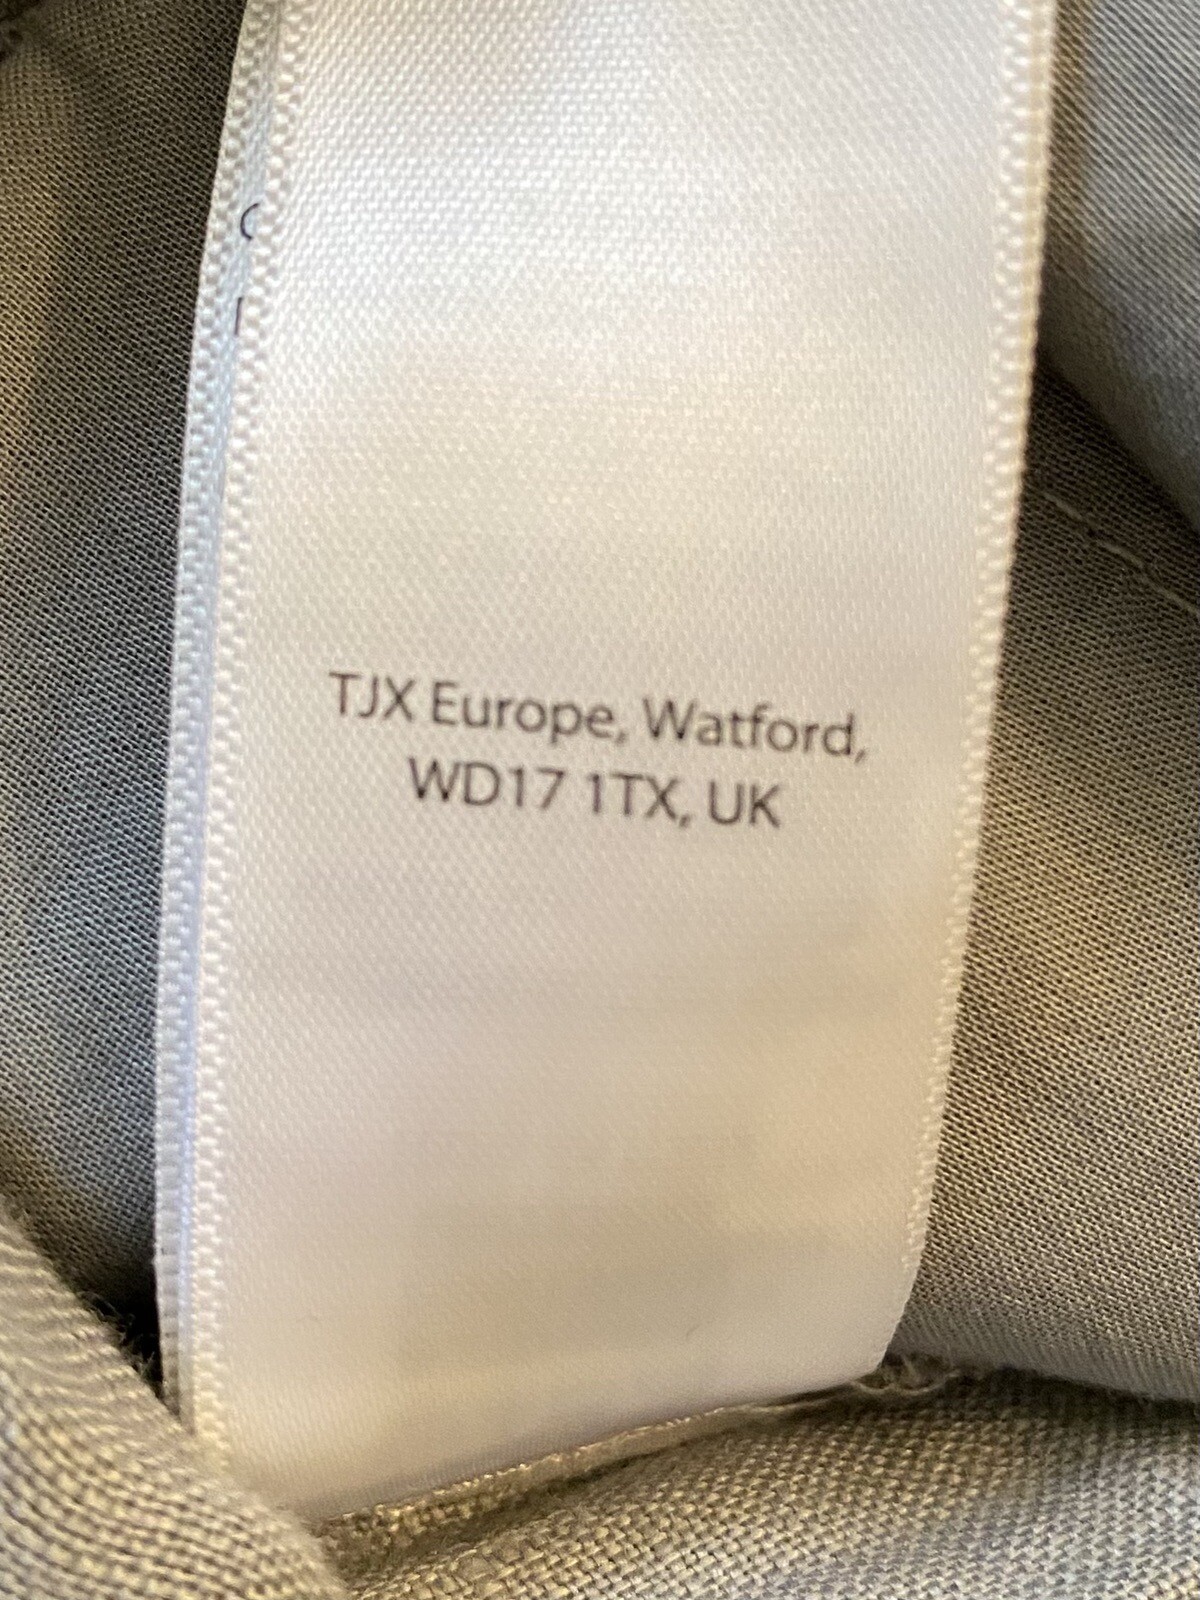 TJX Europe, Watford,
WD17 1TX, UK